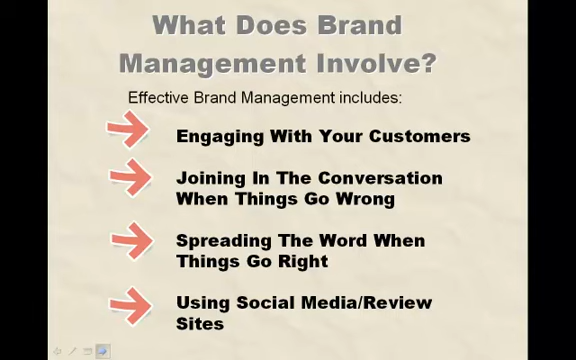 What Does Brand
Management Involve?
Effective Brand Management includes:
Engaging With Your Customers
Joining In The Conversation
When Things Go Wrong
Spreading The Word When
Things Go Right
Using Social Media/Review
Sites